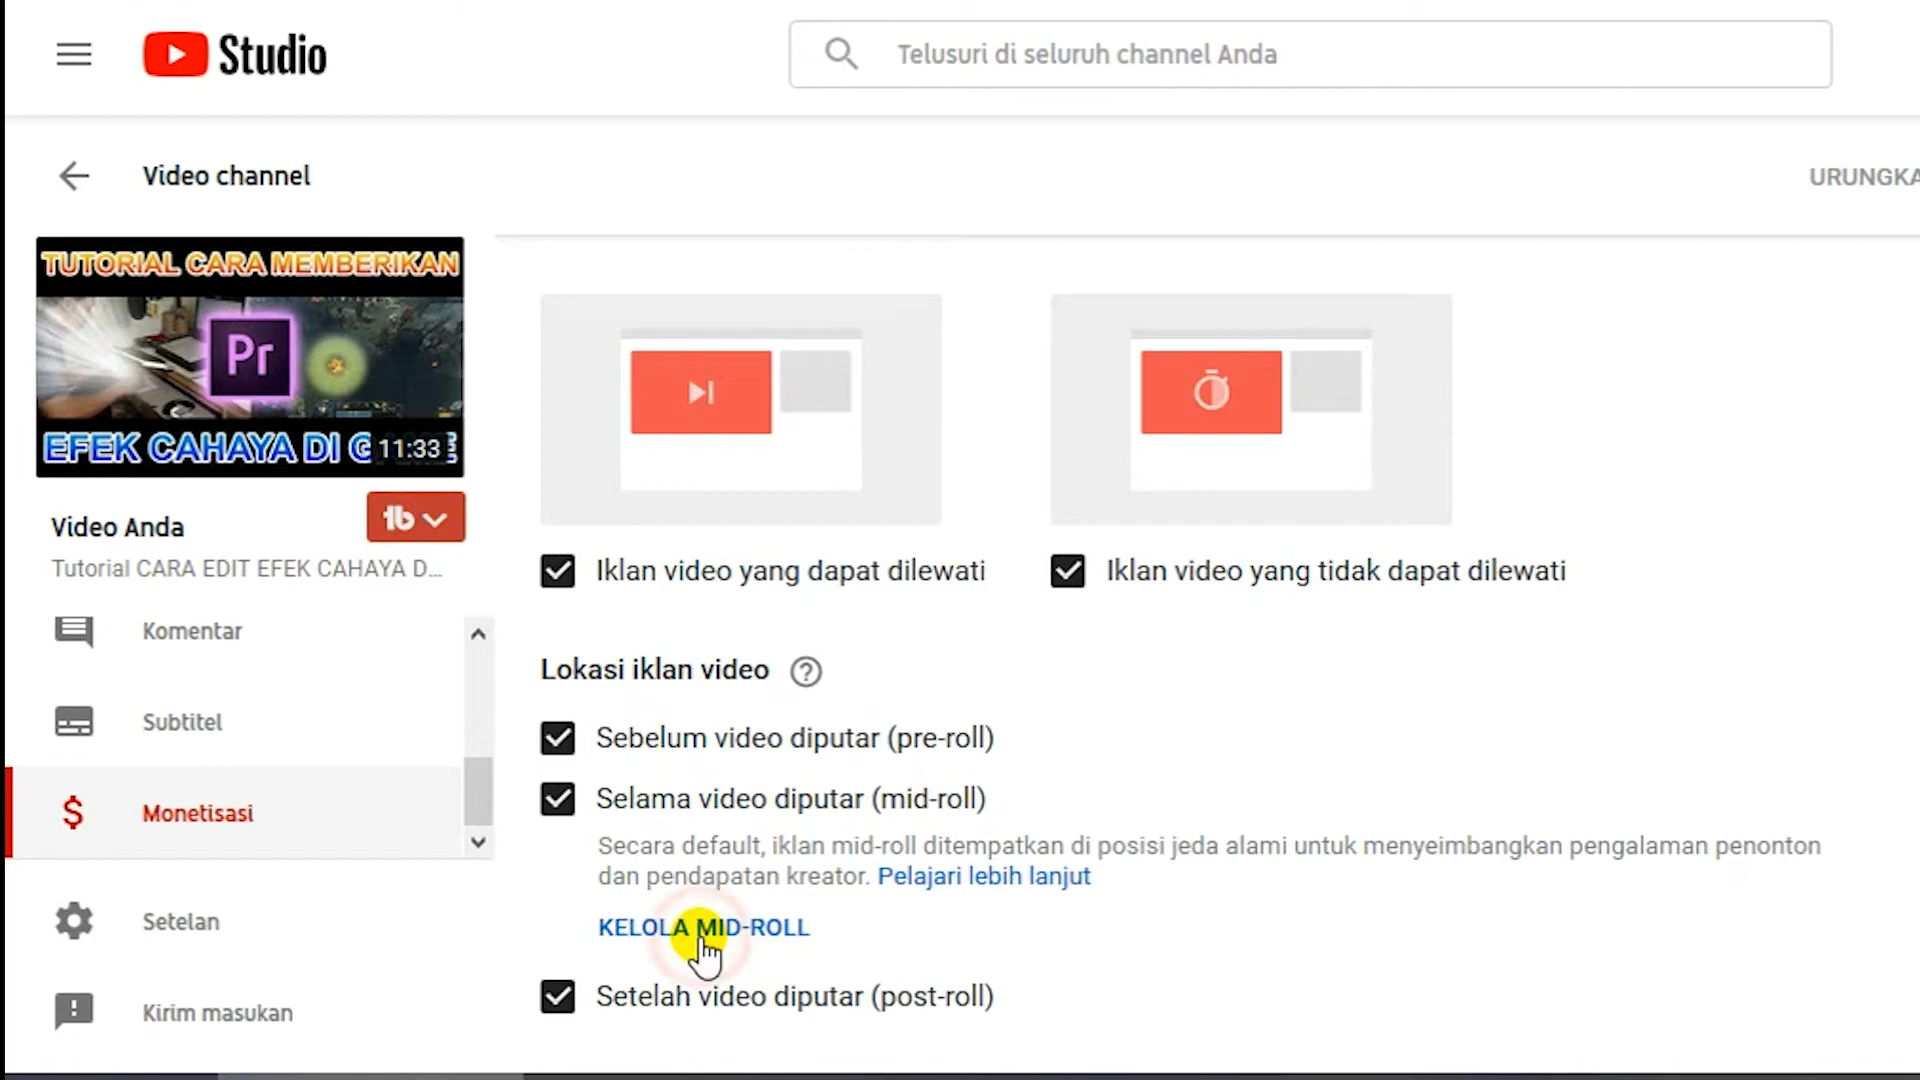 Studio
Telusuri di seluruh channel Anda
Video channel
URUNGKA
TUTORIAL CARA MEMBERIKAN
Pr
EFEK CAHAYA DI G
11:33
Video Anda
Tutorial CARA EDIT EFEK CAHAYA D...
Komentar
Subtitel
Monetisasi
Setelan
Kirim masukan
Iklan video yang dapat dilewati
Iklan video yang tidak dapat dilewati
Lokasi iklan video
Sebelum video diputar (pre-roll)
Selama video diputar (mid-roll)
Secara default, iklan mid-roll ditempatkan di posisi jeda alami untuk menyeimbangkan pengalaman penonton
dan pendapatan kreator. Pelajari lebih lanjut
KELOLA MID-ROLL
Setelah video diputar (post-roll)